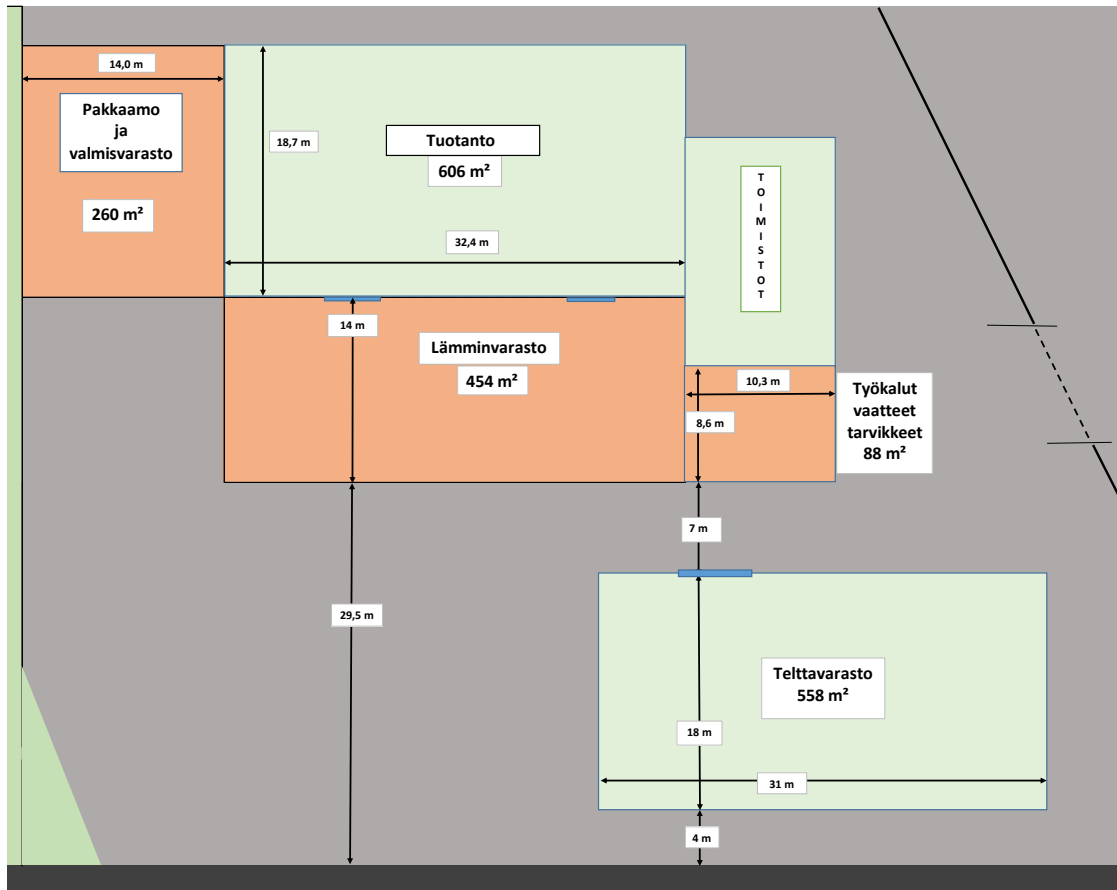 14,0 m
Pakkaamo
ja
valmisvarasto
260 m²
18,7 m
Tuotanto
606 m²
32,4 m
T
O
I
M
I
S
T
O
T
14 m
Lämminvarasto
454 m²
10,3 m
8,6 m
Työkalut
vaatteet
tarvikkeet
88 m²
7 m
29,5 m
Telttavarasto
558 m²
18 m
31 m
4 m